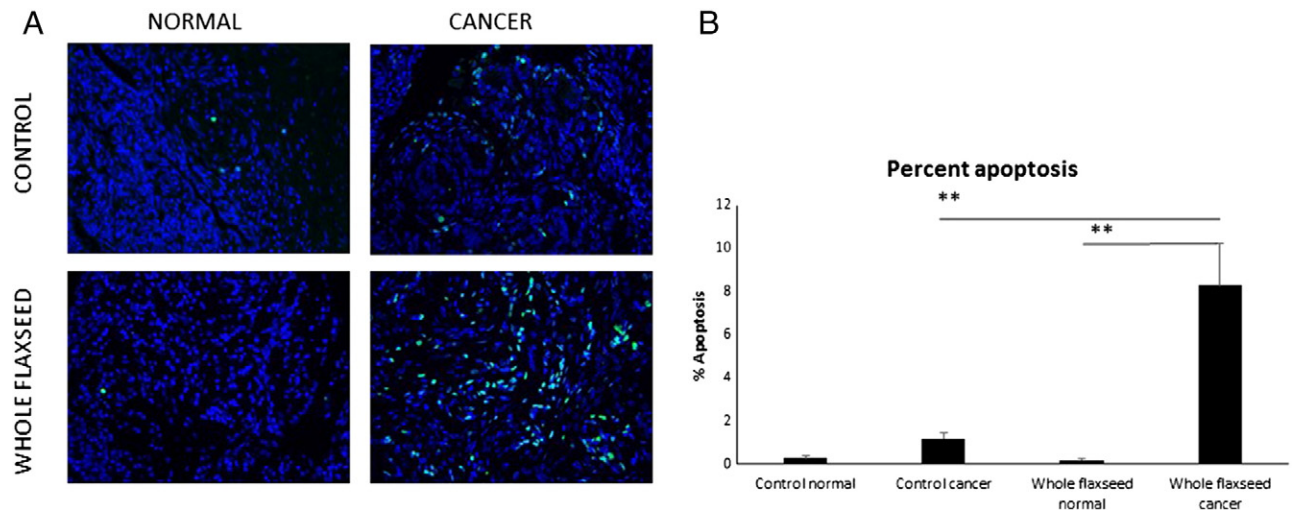 A
NORMAL
CANCER
CONTROL
WHOLE FLAXSEED
B
Percent apoptosis
**
**
% Apoptosis
12
10
8
6
4
2
0
Control normal
Control cancer
Whole flaxseed
normal
Whole flaxseed
cancer